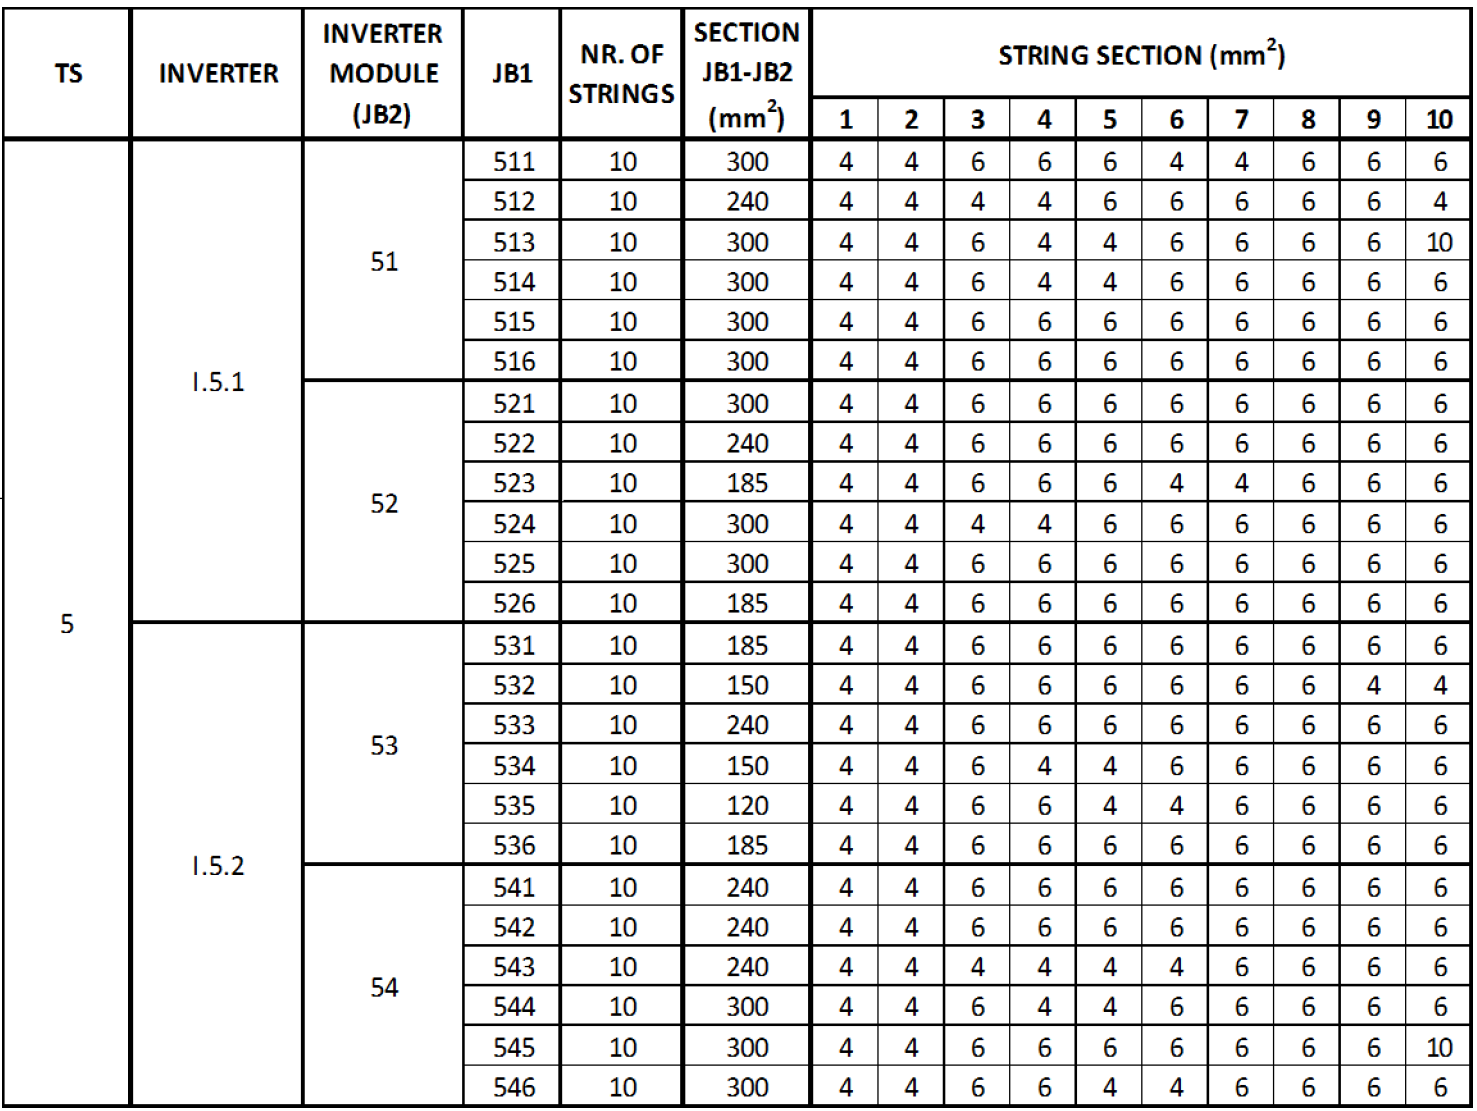 TS INVERTER INVERTER MODULE (JB2) JB1 NR. OF STRINGS SECTION JB1-JB2 (mm²) STRING SECTION (mm²)
1 2 3 4 5 6 7 8 9 10
5 I.5.1 51 511 10 300 4 4 6 6 6 4 4 6 6 6
512 10 240 4 4 4 4 6 6 6 6 6 4
513 10 300 4 4 6 4 4 6 6 6 6 10
514 10 300 4 4 6 4 4 6 6 6 6 6
515 10 300 4 4 6 6 6 6 6 6 6 6
516 10 300 4 4 6 6 6 6 6 6 6 6
52 521 10 300 4 4 6 6 6 6 6 6 6 6
522 10 240 4 4 6 6 6 6 6 6 6 6
523 10 185 4 4 6 6 6 4 4 6 6 6
524 10 300 4 4 4 4 6 6 6 6 6 6
525 10 300 4 4 6 6 6 6 6 6 6 6
526 10 185 4 4 6 6 6 6 6 6 6 6
I.5.2 53 531 10 185 4 4 6 6 6 6 6 6 6 6
532 10 150 4 4 6 6 6 6 6 6 4 4
533 10 240 4 4 6 6 6 6 6 6 6 6
534 10 150 4 4 6 4 4 6 6 6 6 6
535 10 120 4 4 6 6 4 4 6 6 6 6
536 10 185 4 4 6 6 6 6 6 6 6 6
54 541 10 240 4 4 6 6 6 6 6 6 6 6
542 10 240 4 4 6 6 6 6 6 6 6 6
543 10 240 4 4 4 4 4 4 6 6 6 6
544 10 300 4 4 6 4 4 6 6 6 6 6
545 10 300 4 4 6 6 6 6 6 6 6 10
546 10 300 4 4 6 6 4 4 6 6 6 6